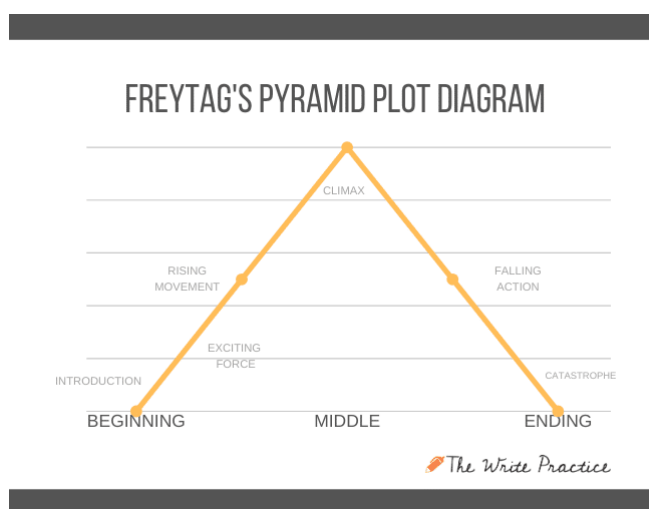 FREYTAG'S PYRAMID PLOT DIAGRAM
CLIMAX
RISING
MOVEMENT
FALLING
ACTION
EXCITING
FORCE
INTRODUCTION
CATASTROPHE
BEGINNING
MIDDLE
ENDING
The Write Practice